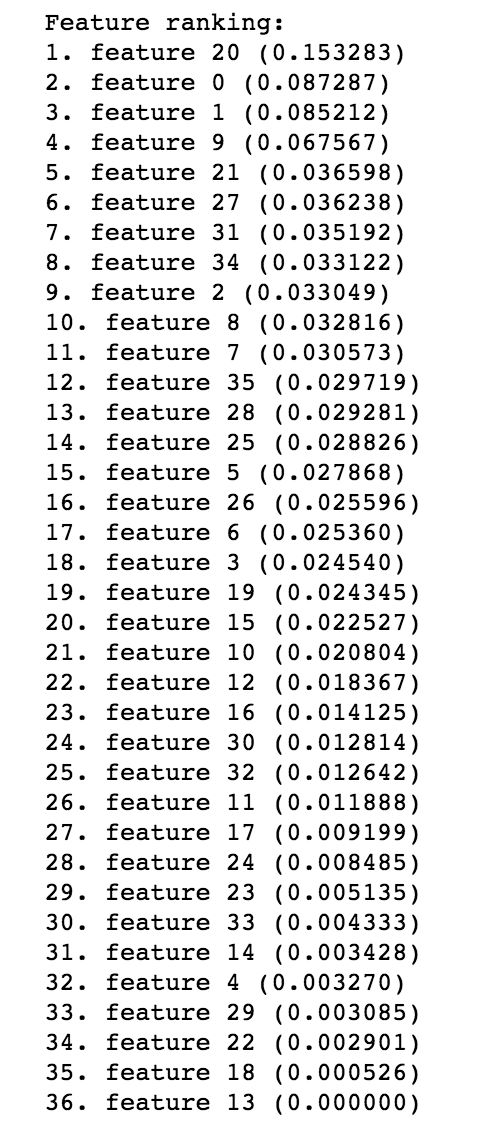 Feature ranking:
1. feature 20 (0.153283)
2. feature 0 (0.087287)
3. feature 1 (0.085212)
4. feature 9 (0.067567)
5. feature 21 (0.036598)
6. feature 27 (0.036238)
7. feature 31 (0.035192)
8. feature 34 (0.033122)
9. feature 2 (0.033049)
10. feature 8 (0.032816)
11. feature 7 (0.030573)
12. feature 35 (0.029719)
13. feature 28 (0.029281)
14. feature 25 (0.028826)
15. feature 5 (0.027868)
16. feature 26 (0.025596)
17. feature 6 (0.025360)
18. feature 3 (0.024540)
19. feature 19 (0.024345)
20. feature 15 (0.022527)
21. feature 10 (0.020804)
22. feature 12 (0.018367)
23. feature 16 (0.014125)
24. feature 30 (0.012814)
25. feature 32 (0.012642)
26. feature 11 (0.011888)
27. feature 17 (0.009199)
28. feature 24 (0.008485)
29. feature 23 (0.005135)
30. feature 33 (0.004333)
31. feature 14 (0.003428)
32. feature 4 (0.003270)
33. feature 29 (0.003085)
34. feature 22 (0.002901)
35. feature 18 (0.000526)
36. feature 13 (0.000000)